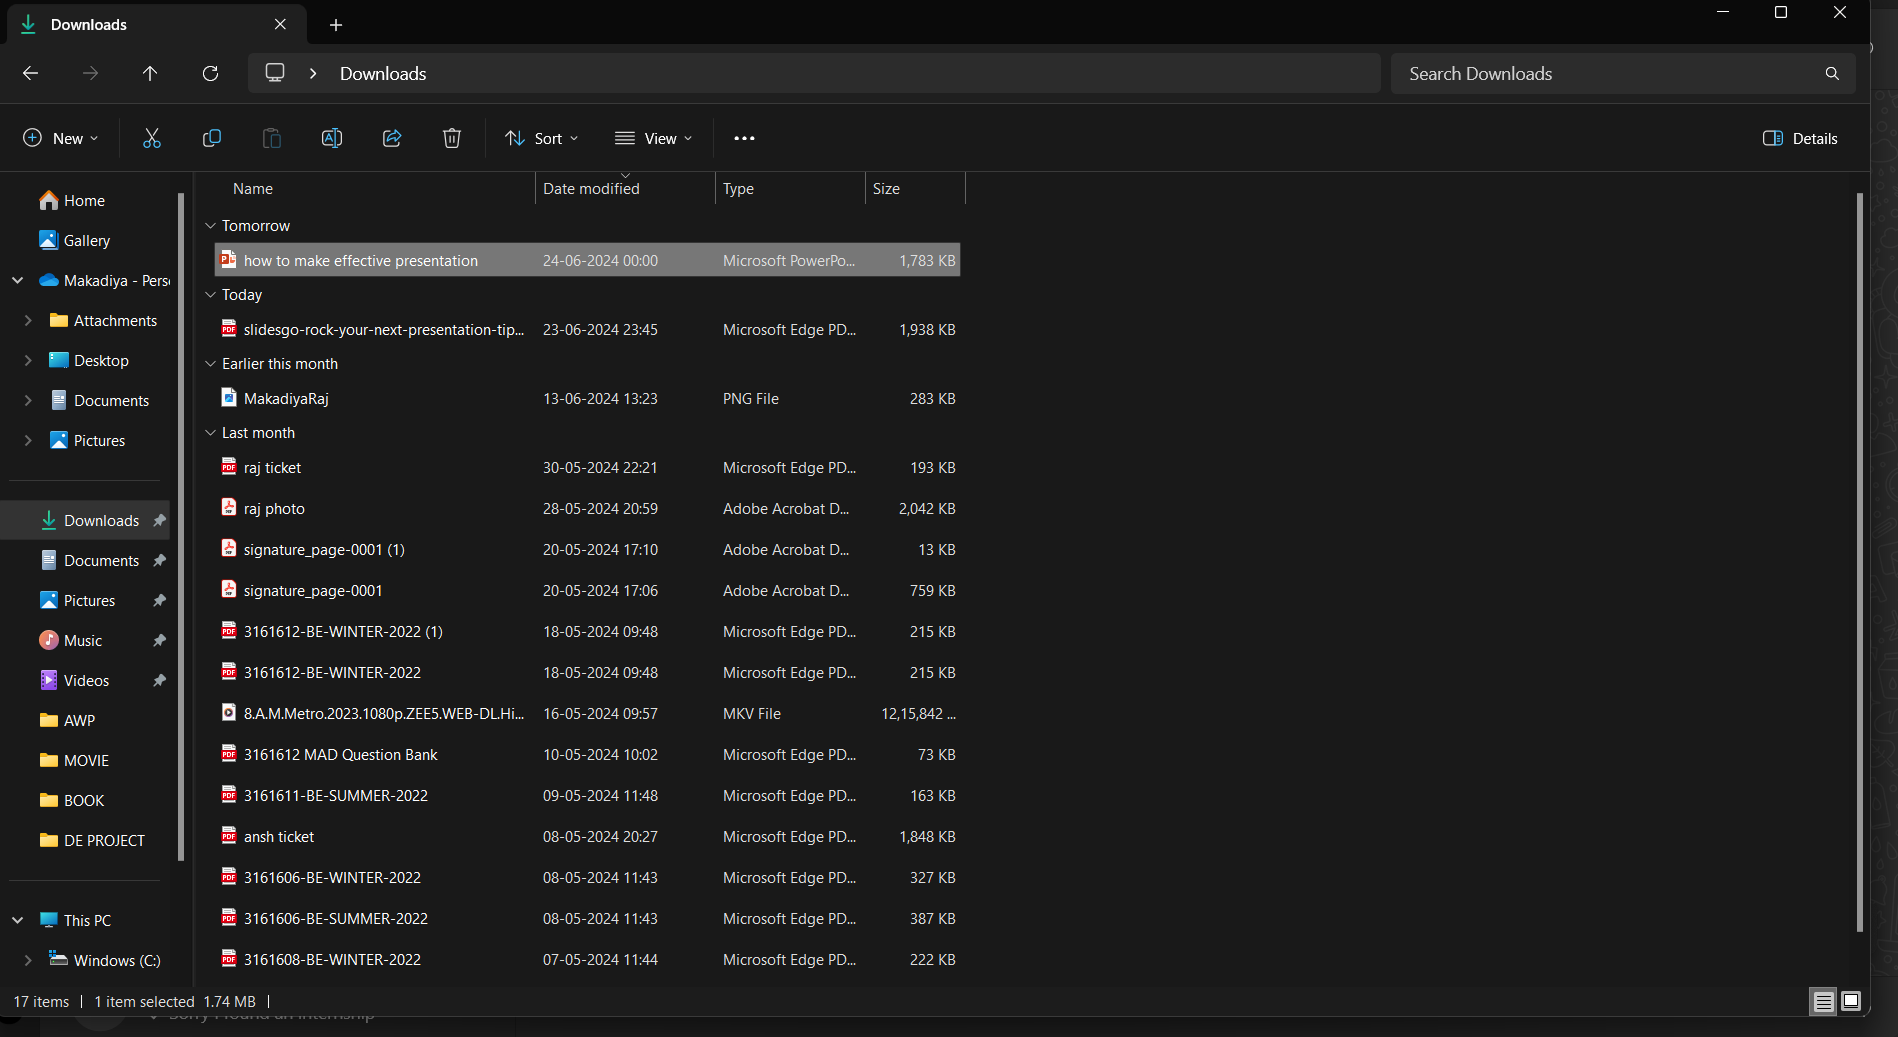 Downloads
Downloads
Search Downloads
New
Sort
View
Details
Home
Gallery
Makadiya - Pers
Attachments
Desktop
Documents
Pictures
Downloads
Documents
Pictures
Music
Videos
AWP
MOVIE
BOOK
DE PROJECT
This PC
Windows (C:)
Name Date modified Type Size
Tomorrow
how to make effective presentation 24-06-2024 00:00 Microsoft PowerPo... 1,783 KB
Today
slidesgo-rock-your-next-presentation-tip... 23-06-2024 23:45 Microsoft Edge PD... 1,938 KB
Earlier this month
MakadiyaRaj 13-06-2024 13:23 PNG File 283 KB
Last month
raj ticket 30-05-2024 22:21 Microsoft Edge PD... 193 KB
raj photo 28-05-2024 20:59 Adobe Acrobat D... 2,042 KB
signature_page-0001 (1) 20-05-2024 17:10 Adobe Acrobat D... 13 KB
signature_page-0001 20-05-2024 17:06 Adobe Acrobat D... 759 KB
3161612-BE-WINTER-2022 (1) 18-05-2024 09:48 Microsoft Edge PD... 215 KB
3161612-BE-WINTER-2022 18-05-2024 09:48 Microsoft Edge PD... 215 KB
8.A.M.Metro.2023.1080p.ZEE5.WEB-DL.Hi... 16-05-2024 09:57 MKV File 12,15,842 ...
3161612 MAD Question Bank 10-05-2024 10:02 Microsoft Edge PD... 73 KB
3161611-BE-SUMMER-2022 09-05-2024 11:48 Microsoft Edge PD... 163 KB
ansh ticket 08-05-2024 20:27 Microsoft Edge PD... 1,848 KB
3161606-BE-WINTER-2022 08-05-2024 11:43 Microsoft Edge PD... 327 KB
3161606-BE-SUMMER-2022 08-05-2024 11:43 Microsoft Edge PD... 387 KB
3161608-BE-WINTER-2022 07-05-2024 11:44 Microsoft Edge PD... 222 KB
17 items 1 item selected 1.74 MB